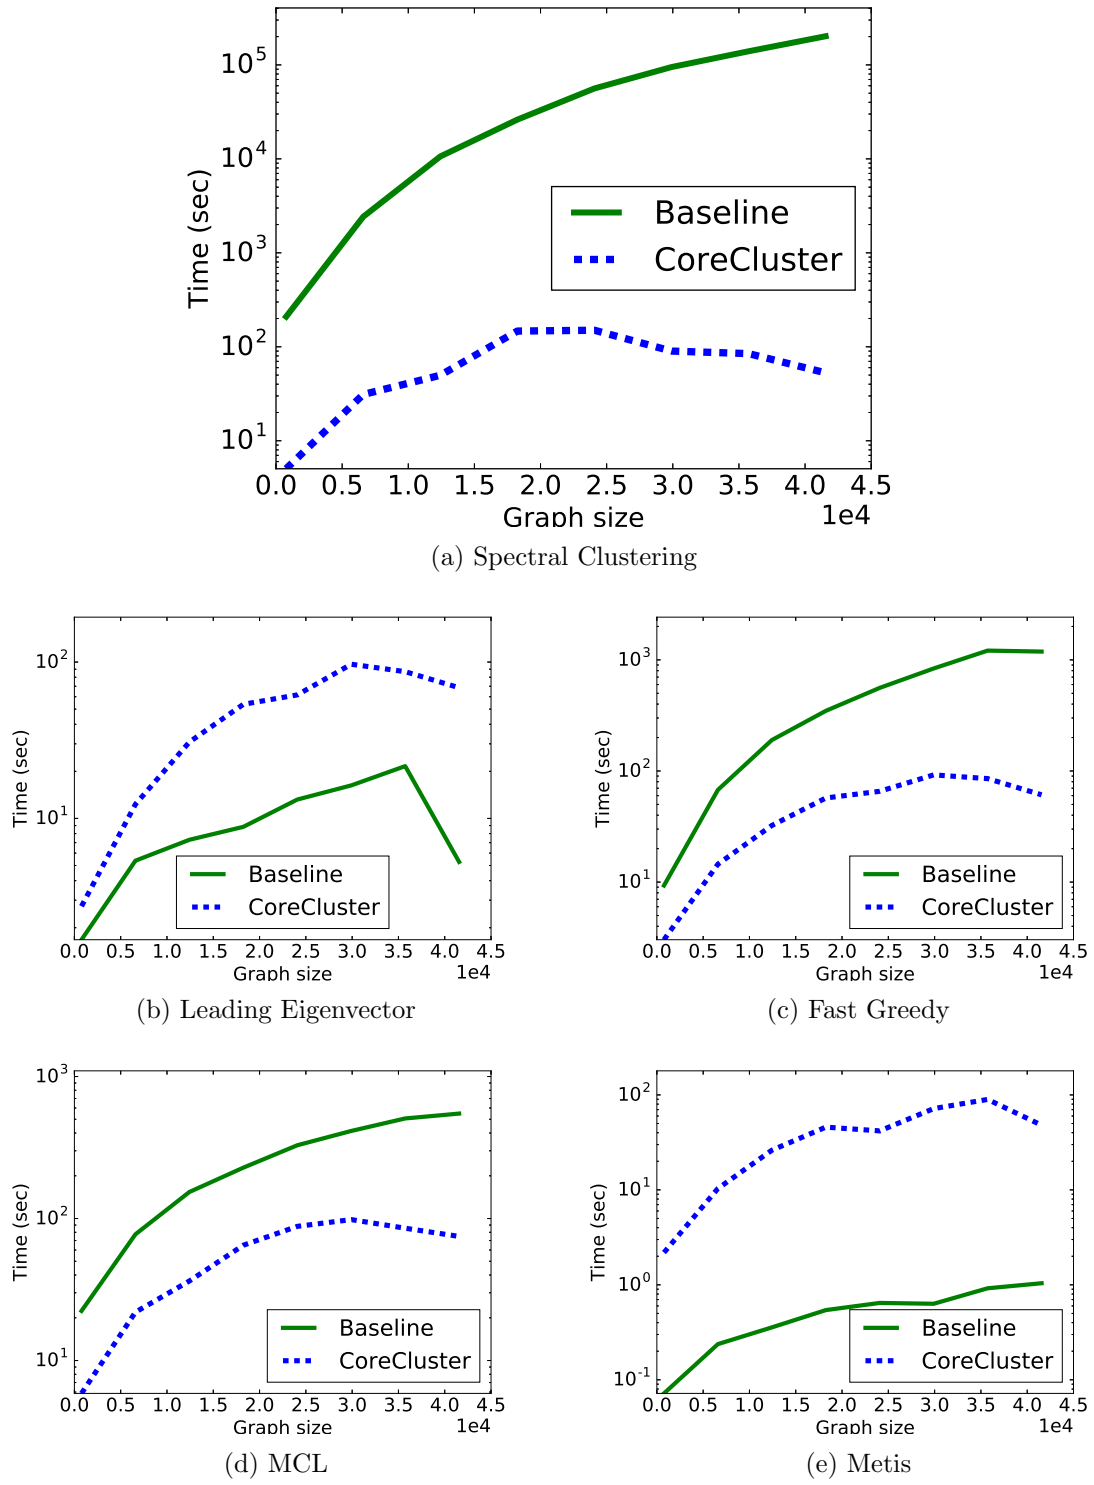 10^5
10^4
10^3
10^2
10^1
Time (sec)
Baseline
CoreCluster
0.0 0.5 1.0 1.5 2.0 2.5 3.0 3.5 4.0 4.5
1e4
Graph size
(a) Spectral Clustering
10^2
10^1
Time (sec)
Baseline
CoreCluster
0.0 0.5 1.0 1.5 2.0 2.5 3.0 3.5 4.0 4.5
1e4
Graph size
(b) Leading Eigenvector
10^3
10^2
10^1
Time (sec)
Baseline
CoreCluster
0.0 0.5 1.0 1.5 2.0 2.5 3.0 3.5 4.0 4.5
1e4
Graph size
(c) Fast Greedy
10^3
10^2
10^1
Time (sec)
Baseline
CoreCluster
0.0 0.5 1.0 1.5 2.0 2.5 3.0 3.5 4.0 4.5
1e4
Graph size
(d) MCL
10^2
10^1
10^0
10^-1
Time (sec)
Baseline
CoreCluster
0.0 0.5 1.0 1.5 2.0 2.5 3.0 3.5 4.0 4.5
1e4
Graph size
(e) Metis